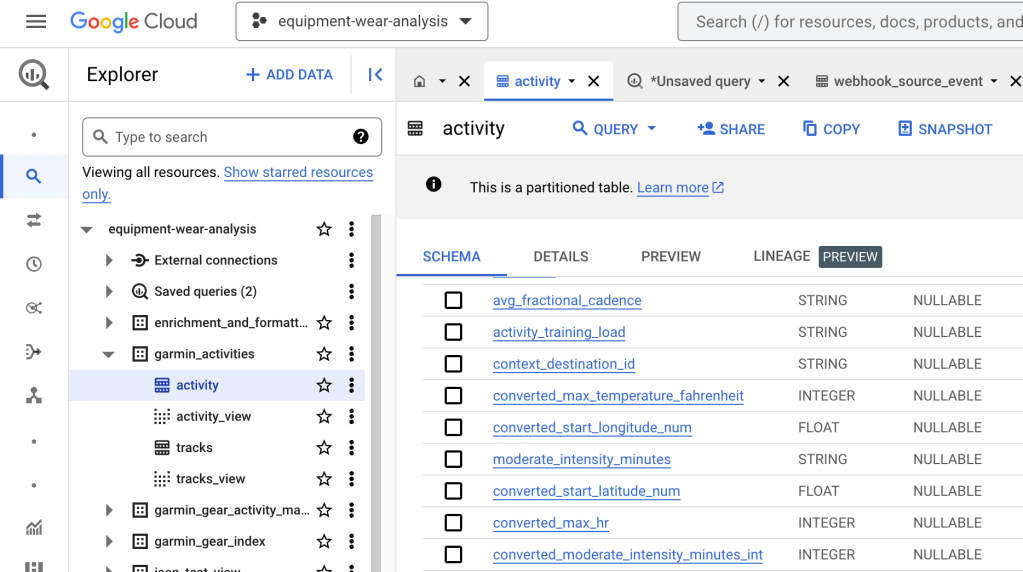 Google Cloud
equipment-wear-analysis
Search (/) for resources, docs, products, and
Explorer
+ ADD DATA
Type to search
Viewing all resources. Show starred resources
only.
equipment-wear-analysis
External connections
Saved queries (2)
enrichment_and_formatt...
garmin_activities
activity
activity_view
tracks
tracks_view
garmin_gear_activity_ma...
garmin_gear_index
activity
*Unsaved query
webhook_source_event
activity
QUERY
SHARE
COPY
SNAPSHOT
This is a partitioned table. Learn more
SCHEMA DETAILS PREVIEW LINEAGE PREVIEW
avg_fractional_cadence STRING NULLABLE
activity_training_load STRING NULLABLE
context_destination_id STRING NULLABLE
converted_max_temperature_fahrenheit INTEGER NULLABLE
converted_start_longitude_num FLOAT NULLABLE
moderate_intensity_minutes STRING NULLABLE
converted_start_latitude_num FLOAT NULLABLE
converted_max_hr INTEGER NULLABLE
converted_moderate_intensity_minutes_int INTEGER NULLABLE